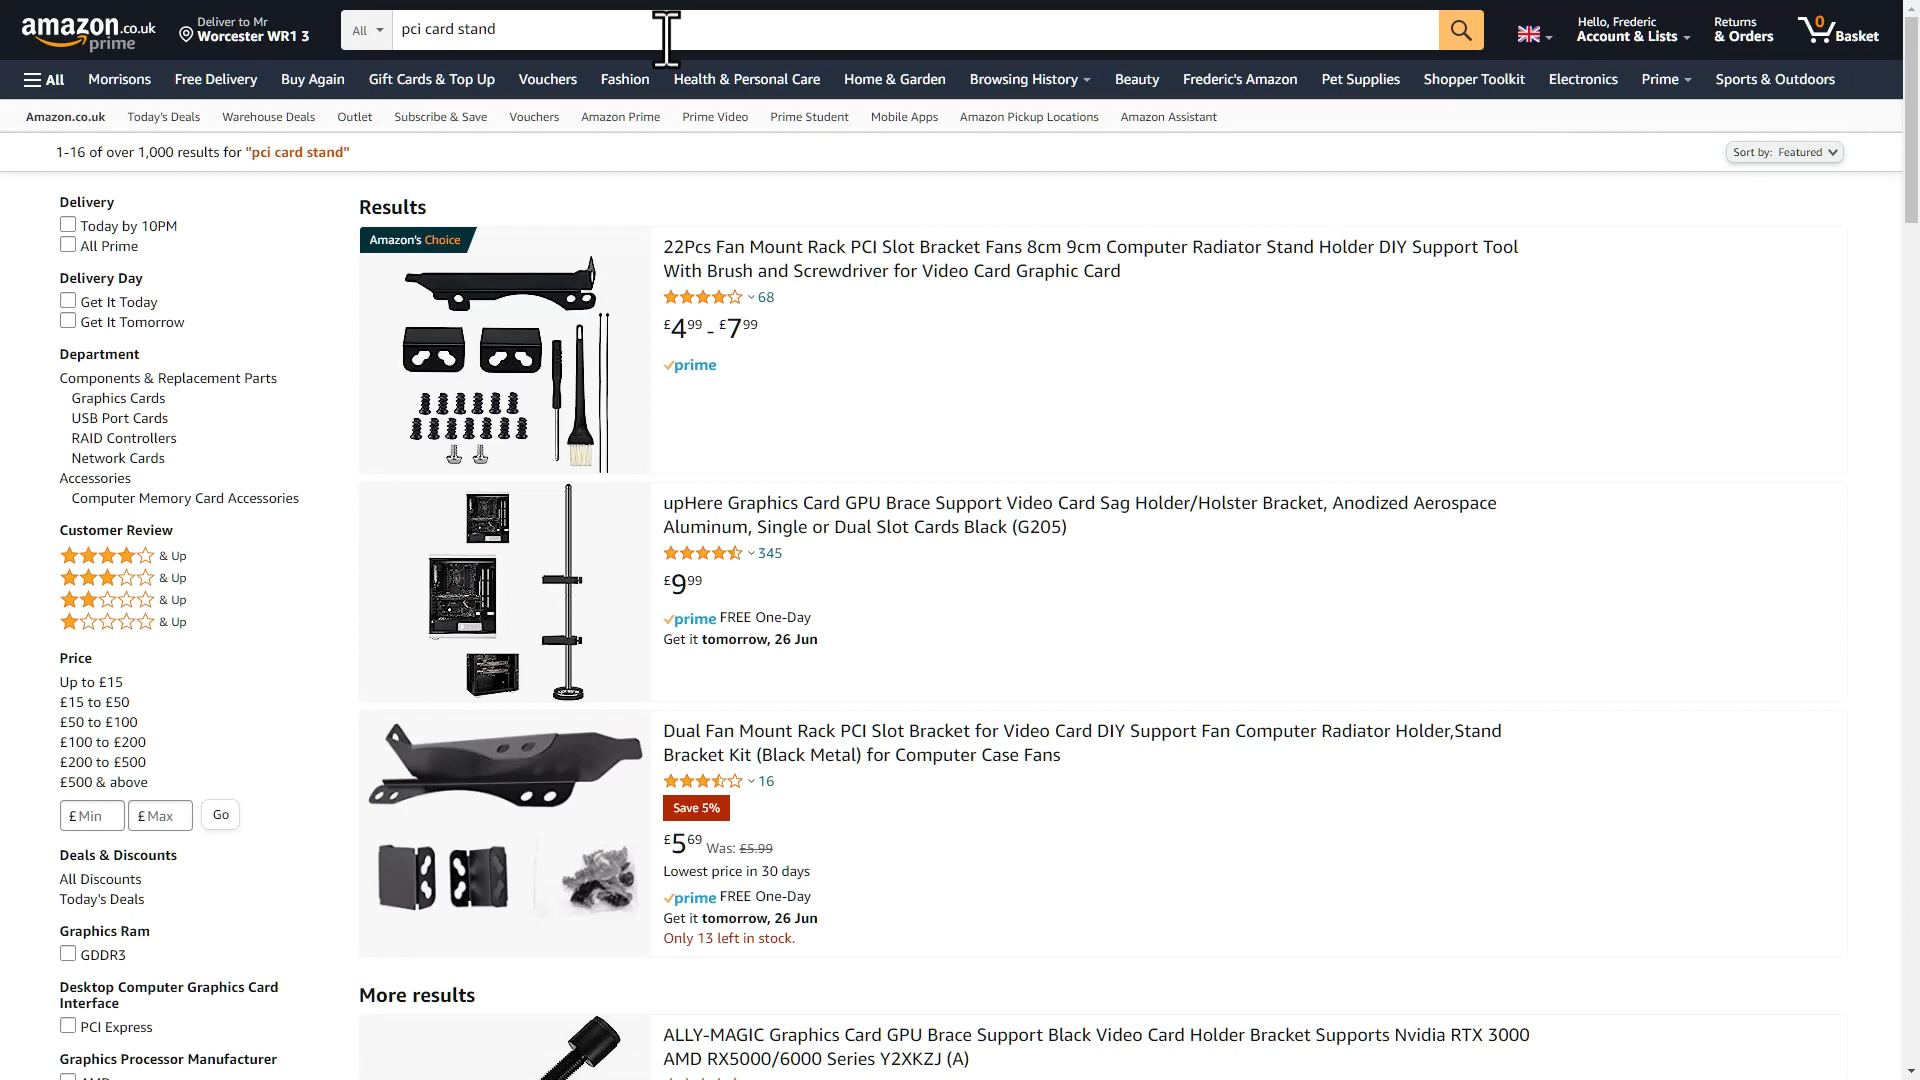 amazon.co.uk
prime
Deliver to Mr
Worcester WR1 3
All
pci card stand
Hello, Frederic
Account & Lists
Returns
& Orders
0
Basket
All
Morrisons
Free Delivery
Buy Again
Gift Cards & Top Up
Vouchers
Fashion
Health & Personal Care
Home & Garden
Browsing History
Beauty
Frederic's Amazon
Pet Supplies
Shopper Toolkit
Electronics
Prime
Sports & Outdoors
Amazon.co.uk
Today's Deals
Warehouse Deals
Outlet
Subscribe & Save
Vouchers
Amazon Prime
Prime Video
Prime Student
Mobile Apps
Amazon Pickup Locations
Amazon Assistant
1-16 of over 1,000 results for "pci card stand"
Sort by: Featured
Delivery
Today by 10PM
All Prime
Delivery Day
Get It Today
Get It Tomorrow
Department
Components & Replacement Parts
Graphics Cards
USB Port Cards
RAID Controllers
Network Cards
Accessories
Computer Memory Card Accessories
Customer Review
& Up
& Up
& Up
& Up
Price
Up to £15
£15 to £50
£50 to £100
£100 to £200
£200 to £500
£500 & above
£ Min
£ Max
Go
Deals & Discounts
All Discounts
Today's Deals
Graphics Ram
GDDR3
Desktop Computer Graphics Card
Interface
PCI Express
Graphics Processor Manufacturer
Results
Amazon's Choice
22Pcs Fan Mount Rack PCI Slot Bracket Fans 8cm 9cm Computer Radiator Stand Holder DIY Support Tool
With Brush and Screwdriver for Video Card Graphic Card
68
£4.99 - £7.99
prime
upHere Graphics Card GPU Brace Support Video Card Sag Holder/Holster Bracket, Anodized Aerospace
Aluminum, Single or Dual Slot Cards Black (G205)
345
£9.99
prime FREE One-Day
Get it tomorrow, 26 Jun
Dual Fan Mount Rack PCI Slot Bracket for Video Card DIY Support Fan Computer Radiator Holder,Stand
Bracket Kit (Black Metal) for Computer Case Fans
16
Save 5%
£5.69 Was: £5.99
Lowest price in 30 days
prime FREE One-Day
Get it tomorrow, 26 Jun
Only 13 left in stock.
More results
ALLY-MAGIC Graphics Card GPU Brace Support Black Video Card Holder Bracket Supports Nvidia RTX 3000
AMD RX5000/6000 Series Y2XKZJ (A)